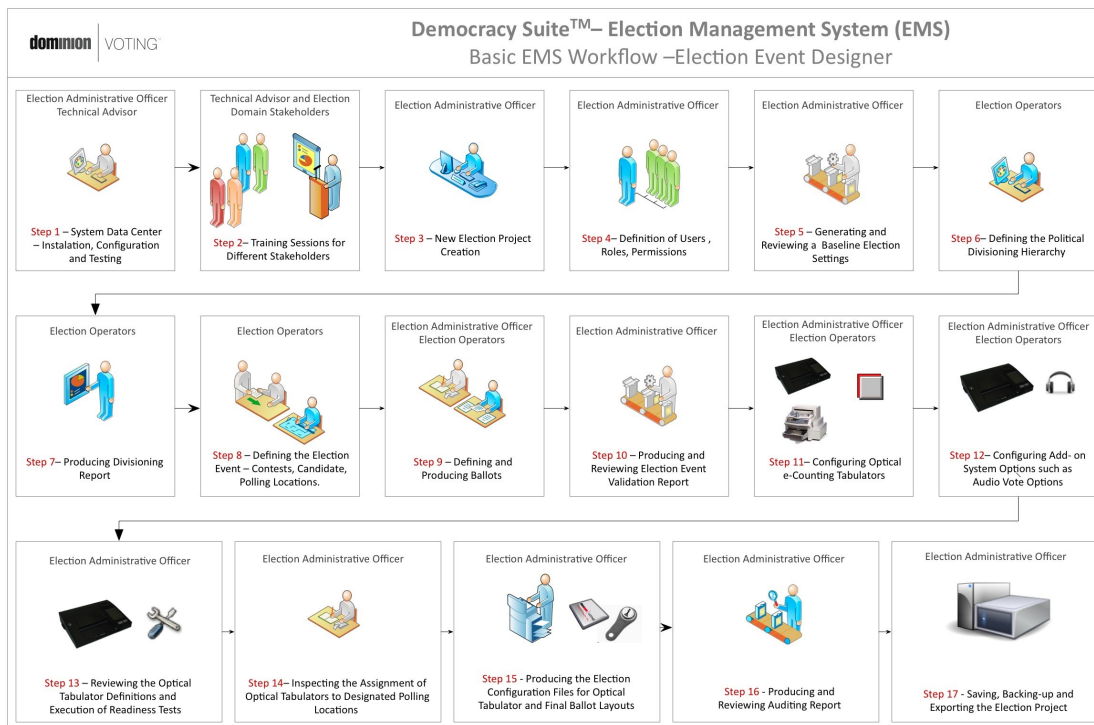 dominion | VOTING™
Democracy Suite™– Election Management System (EMS)
Basic EMS Workflow –Election Event Designer
Election Administrative Officer
Technical Advisor
Step 1 – System Data Center
– Instalation, Configuration
and Testing
Technical Advisor and Election
Domain Stakeholders
Step 2– Training Sessions for
Different Stakeholders
Election Administrative Officer
Step 3 – New Election Project
Creation
Election Administrative Officer
Step 4– Definition of Users ,
Roles, Permissions
Election Administrative Officer
Step 5 – Generating and
Reviewing a Baseline Election
Settings
Election Operators
Step 6– Defining the Political
Divisioning Hierarchy
Election Operators
Step 7– Producing Divisioning
Report
Election Operators
Step 8 – Defining the Election
Event – Contests, Candidate,
Polling Locations.
Election Administrative Officer
Election Operators
Step 9 – Defining and
Producing Ballots
Election Administrative Officer
Step 10 – Producing and
Reviewing Election Event
Validation Report
Election Administrative Officer
Election Operators
Step 11– Configuring Optical
e-Counting Tabulators
Election Administrative Officer
Election Operators
Step 12– Configuring Add- on
System Options such as
Audio Vote Options
Election Administrative Officer
Step 13 – Reviewing the Optical
Tabulator Definitions and
Execution of Readiness Tests
Election Administrative Officer
Step 14– Inspecting the Assignment of
Optical Tabulators to Designated Polling
Locations
Election Administrative Officer
Step 15 - Producing the Election
Configuration Files for Optical
Tabulator and Final Ballot Layouts
Election Administrative Officer
Step 16 - Producing and
Reviewing Auditing Report
Election Administrative Officer
Step 17 - Saving, Backing-up and
Exporting the Election Project